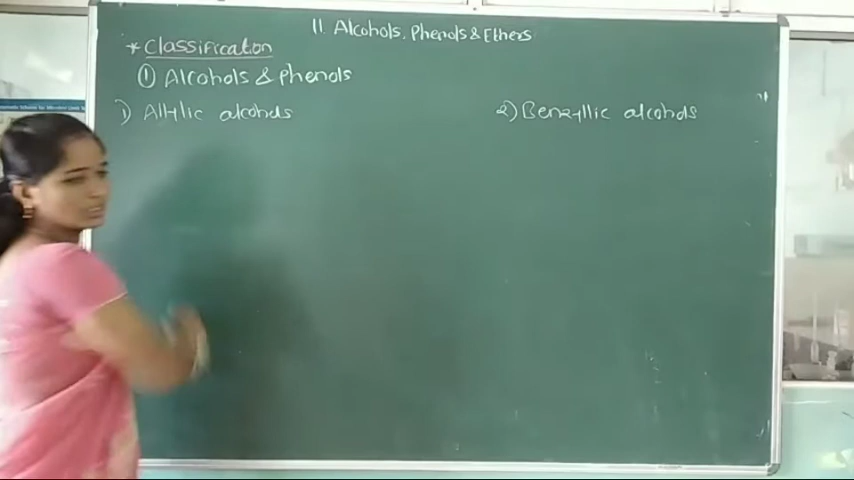 11. Alcohols, Phenols & Ethers
* Classification
① Alcohols & Phenols
1) Allylic alcohols
2) Benzyllic alcohols